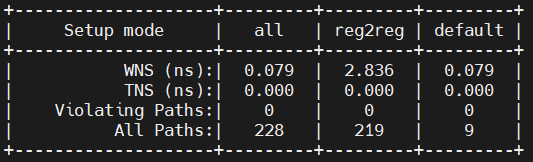 +--------------------+---------+---------+---------+
|     Setup mode     |   all   | reg2reg | default |
+--------------------+---------+---------+---------+
|           WNS (ns):|  0.079  |  2.836  |  0.079  |
|           TNS (ns):|  0.000  |  0.000  |  0.000  |
|    Violating Paths:|    0    |    0    |    0    |
|          All Paths:|   228   |   219   |    9    |
+--------------------+---------+---------+---------+